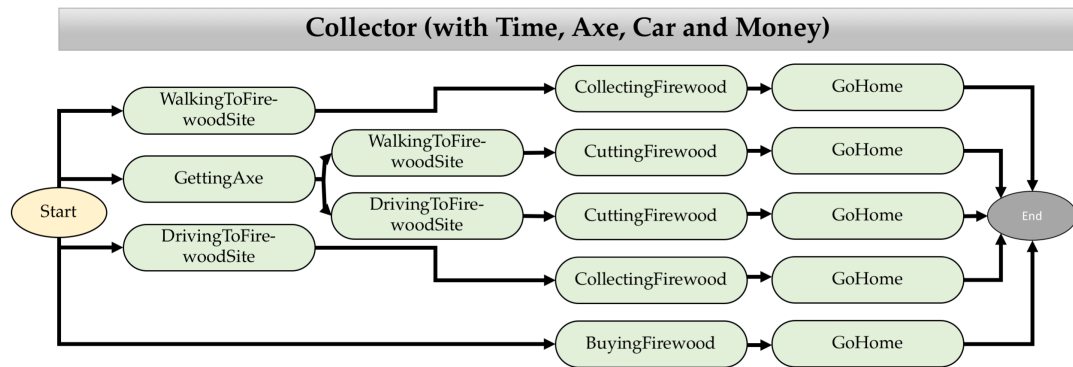 Collector (with Time, Axe, Car and Money)
WalkingToFire-
woodSite
CollectingFirewood
GoHome
WalkingToFire-
woodSite
CuttingFirewood
GoHome
GettingAxe
Start
DrivingToFire-
woodSite
CuttingFirewood
GoHome
End
DrivingToFire-
woodSite
CollectingFirewood
GoHome
BuyingFirewood
GoHome